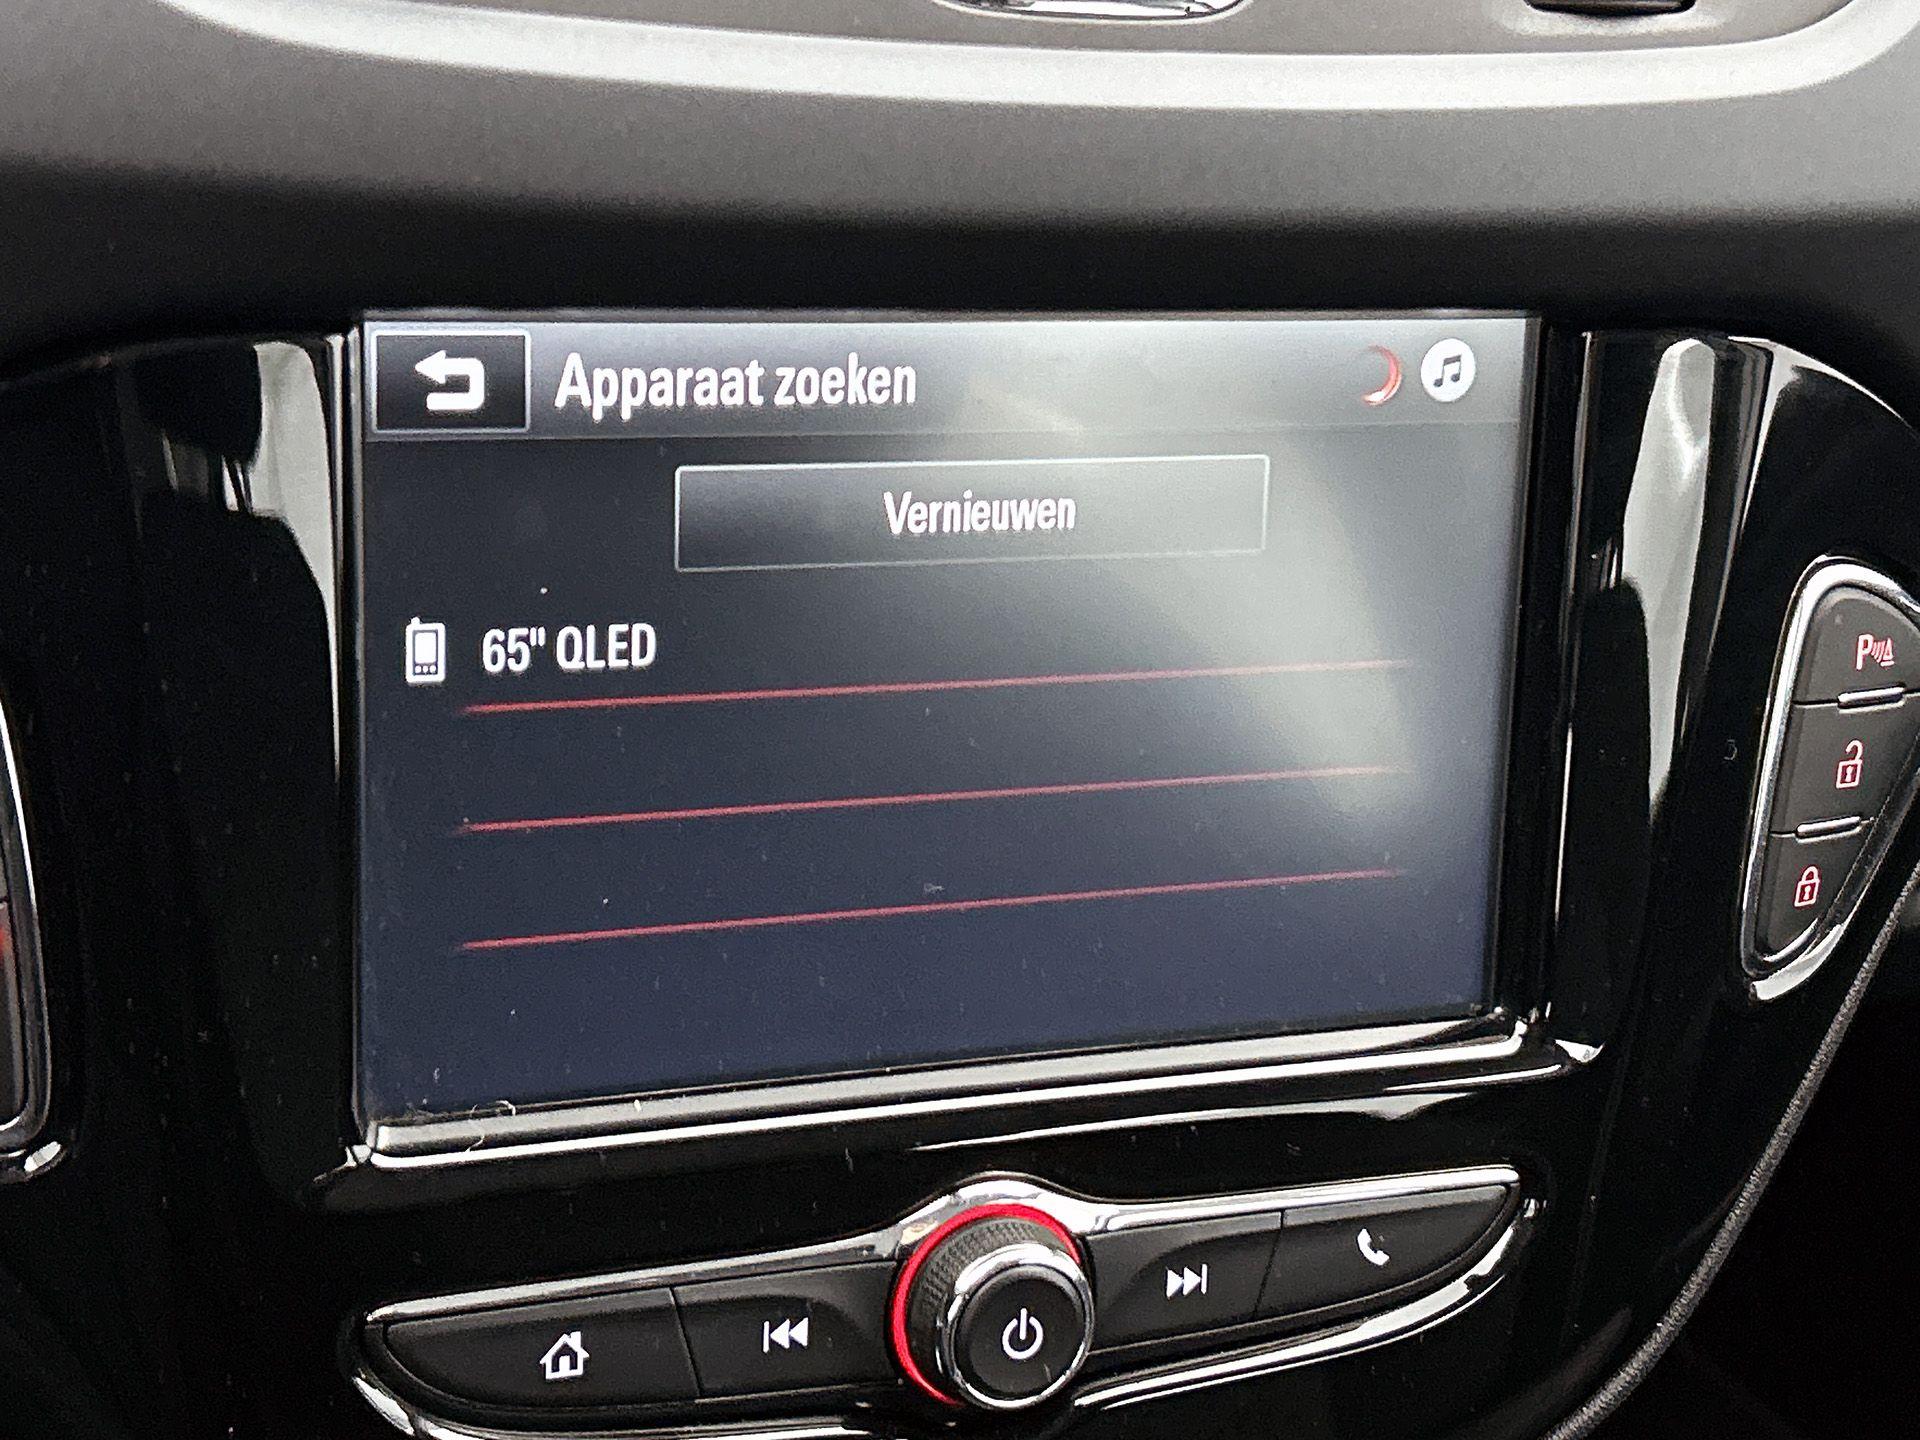 Apparaat zoeken
Vernieuwen
65" QLED
P